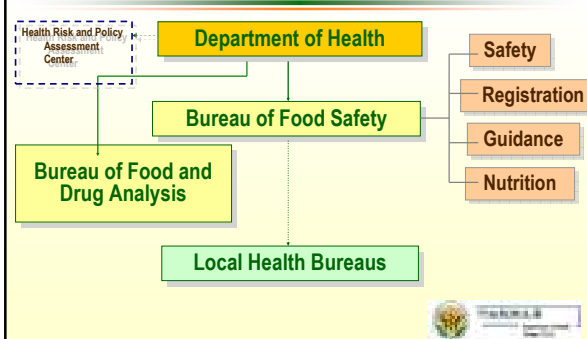 Health Risk and Policy
Assessment
Center
Department of Health
Safety
Registration
Bureau of Food Safety
Guidance
Bureau of Food and
Drug Analysis
Nutrition
Local Health Bureaus